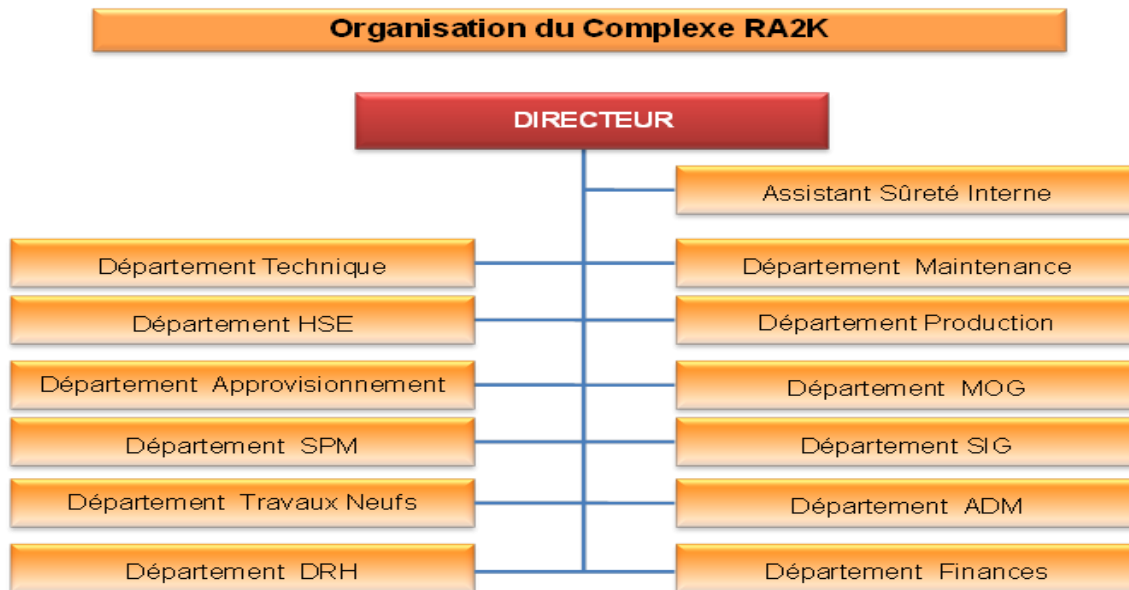 Organisation du Complexe RA2K
DIRECTEUR
Assistant Sûreté Interne
Département Technique
Département Maintenance
Département HSE
Département Production
Département Approvisionnement
Département MOG
Département SPM
Département SIG
Département Travaux Neufs
Département ADM
Département DRH
Département Finances